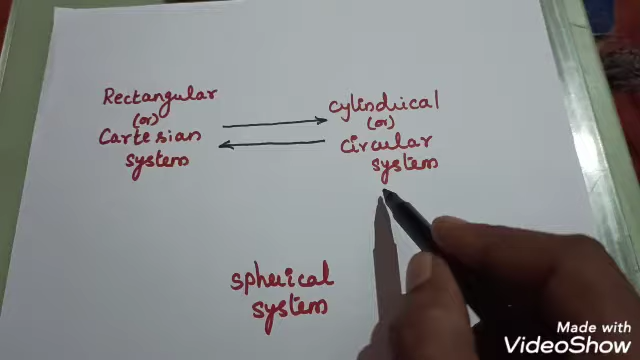 Rectangular
(or)
Cartesian
system
cylindrical
(or)
circular
system
spherical
system
Made with
VideoShow